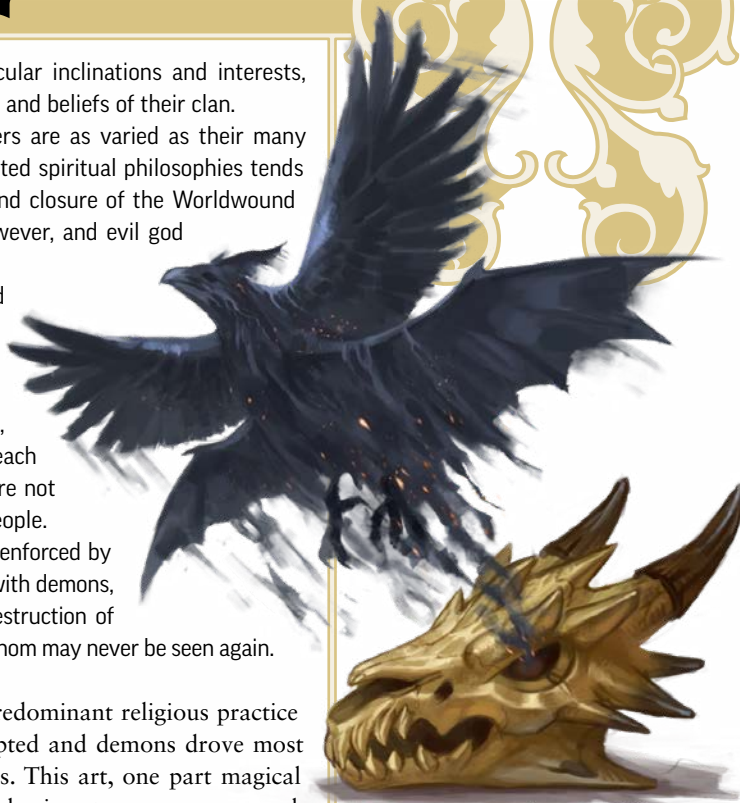 cular inclinations and interests,
and beliefs of their clan.
ers are as varied as their many
ted spiritual philosophies tends
nd closure of the Worldwound
wever, and evil god
d
,
each
re not
eople.
enforced by
with demons,
estruction of
hom may never be seen again.
redominant religious practice
pted and demons drove most
s. This art, one part magical